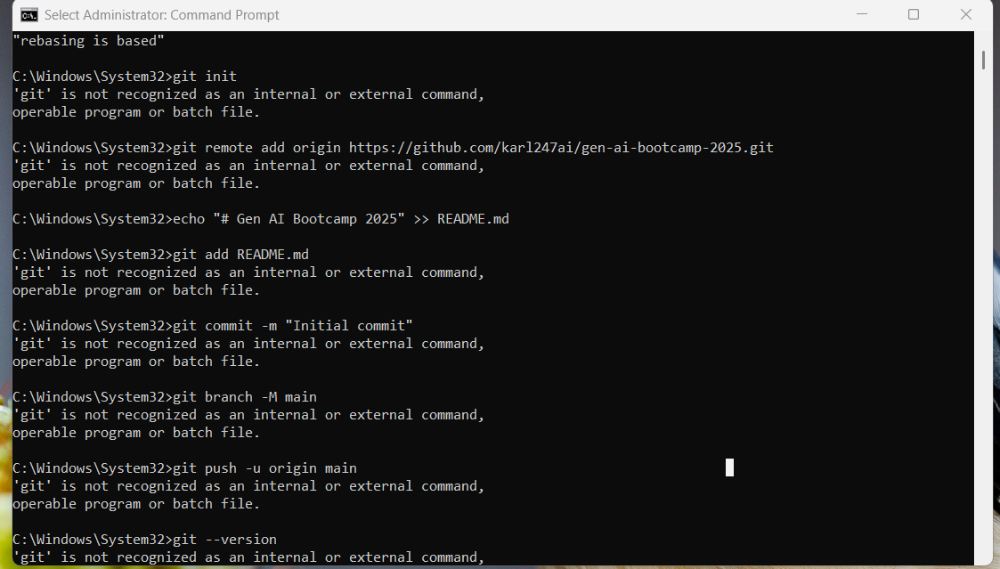 Select Administrator: Command Prompt
"rebasing is based"
C:\Windows\System32>git init
'git' is not recognized as an internal or external command,
operable program or batch file.
C:\Windows\System32>git remote add origin https://github.com/karl247ai/gen-ai-bootcamp-2025.git
'git' is not recognized as an internal or external command,
operable program or batch file.
C:\Windows\System32>echo "# Gen AI Bootcamp 2025" >> README.md
C:\Windows\System32>git add README.md
'git' is not recognized as an internal or external command,
operable program or batch file.
C:\Windows\System32>git commit -m "Initial commit"
'git' is not recognized as an internal or external command,
operable program or batch file.
C:\Windows\System32>git branch -M main
'git' is not recognized as an internal or external command,
operable program or batch file.
C:\Windows\System32>git push -u origin main
'git' is not recognized as an internal or external command,
operable program or batch file.
C:\Windows\System32>git --version
'git' is not recognized as an internal or external command,